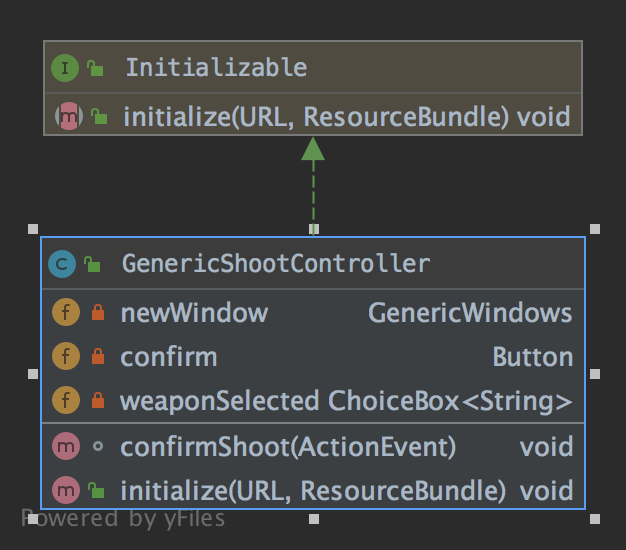 I Initializable
m initialize(URL, ResourceBundle) void
C GenericShootController
f newWindow GenericWindows
f confirm Button
f weaponSelected ChoiceBox<String>
m confirmShoot(ActionEvent) void
m initialize(URL, ResourceBundle) void
Powered by yFiles